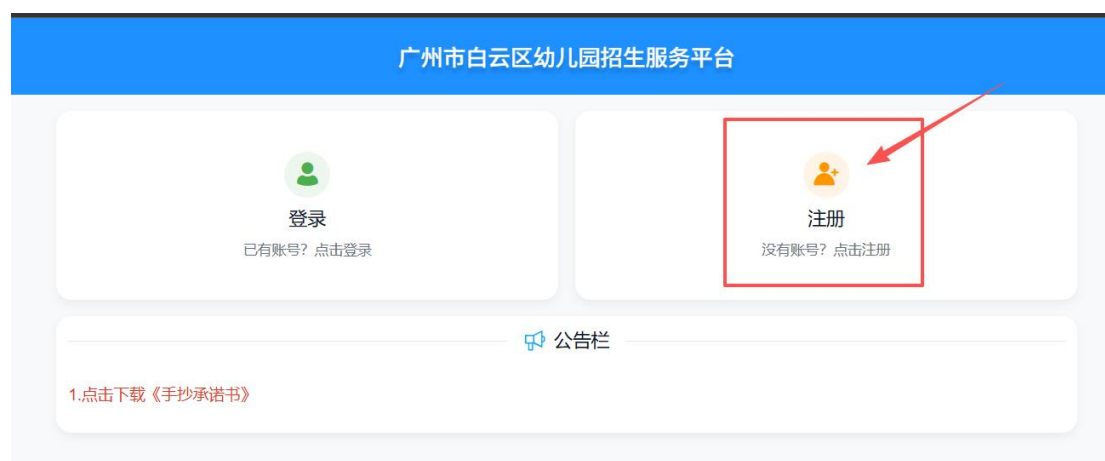 广州市白云区幼儿园招生服务平台
登录
已有账号？点击登录
注册
没有账号？点击注册
公告栏
1.点击下载《手抄承诺书》